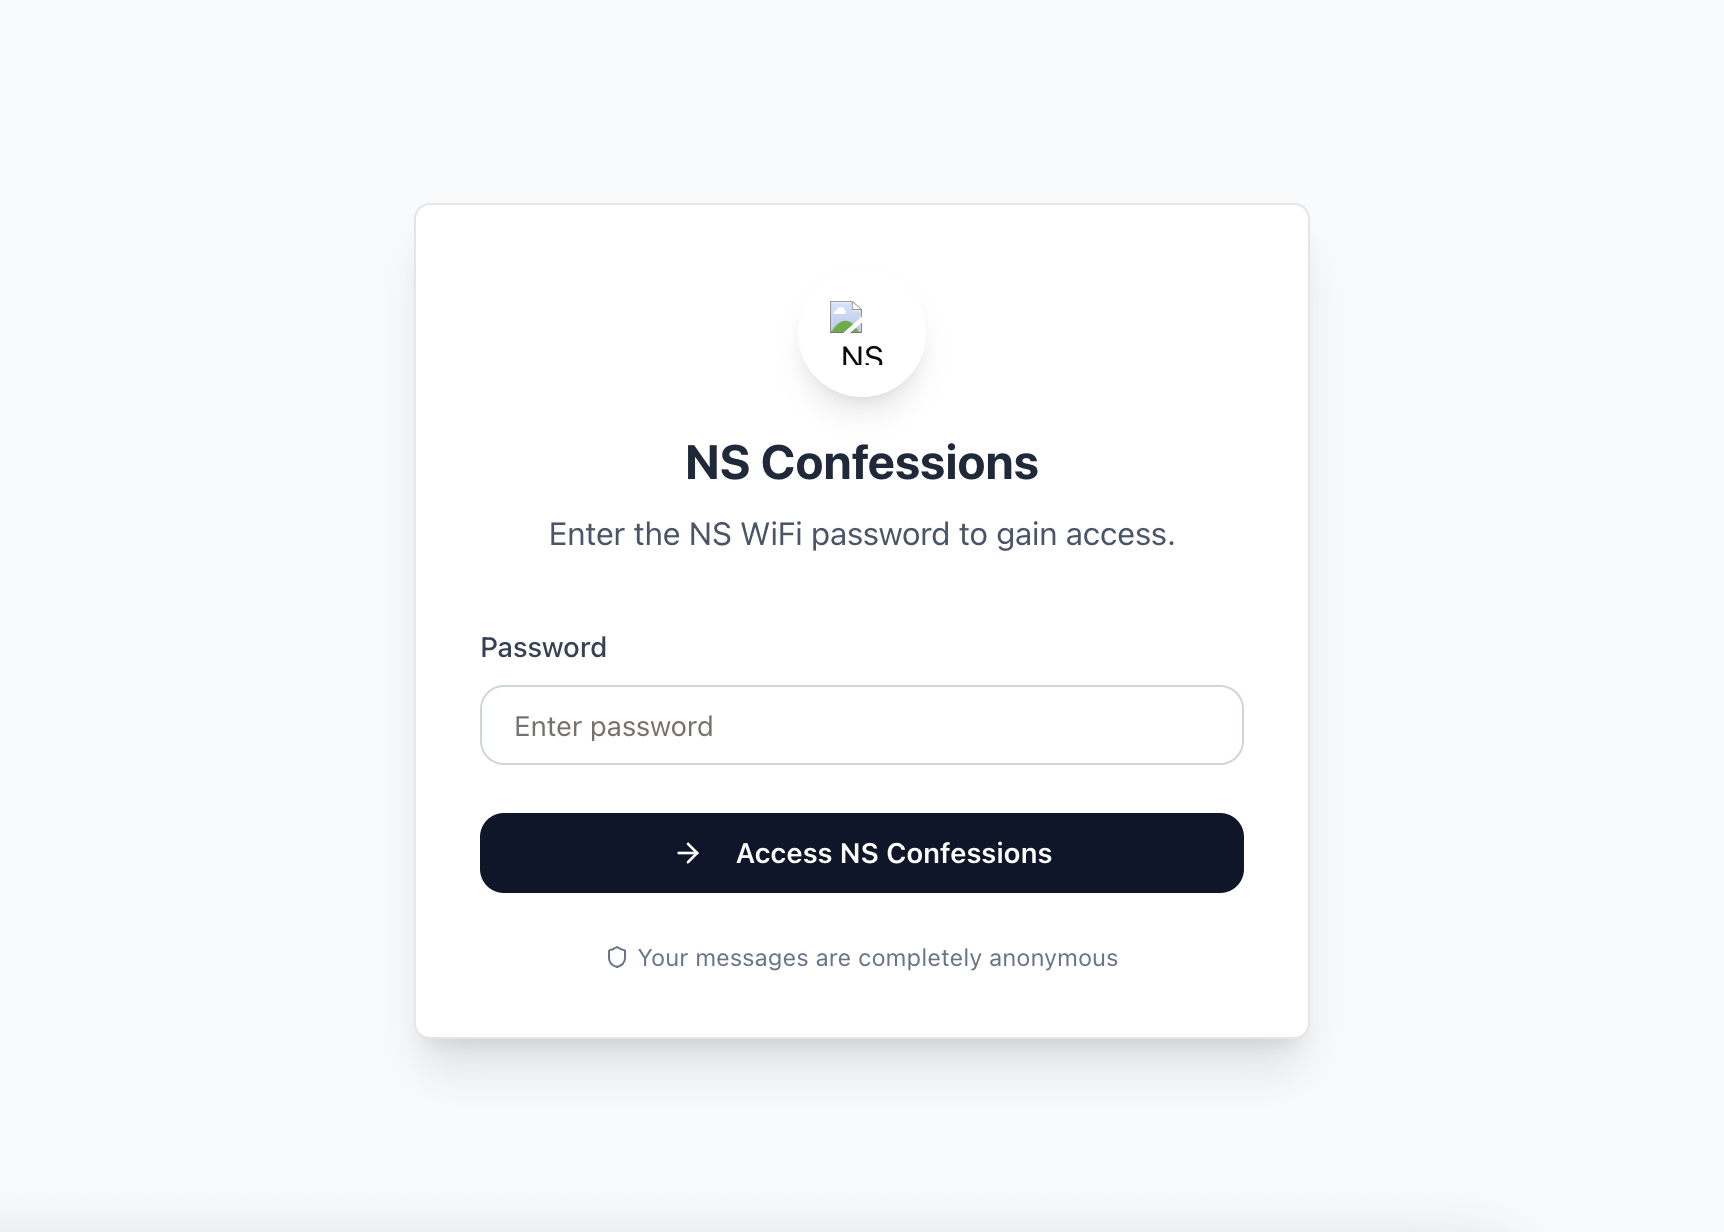 NS
NS Confessions
Enter the NS WiFi password to gain access.
Password
Enter password
Access NS Confessions
Your messages are completely anonymous